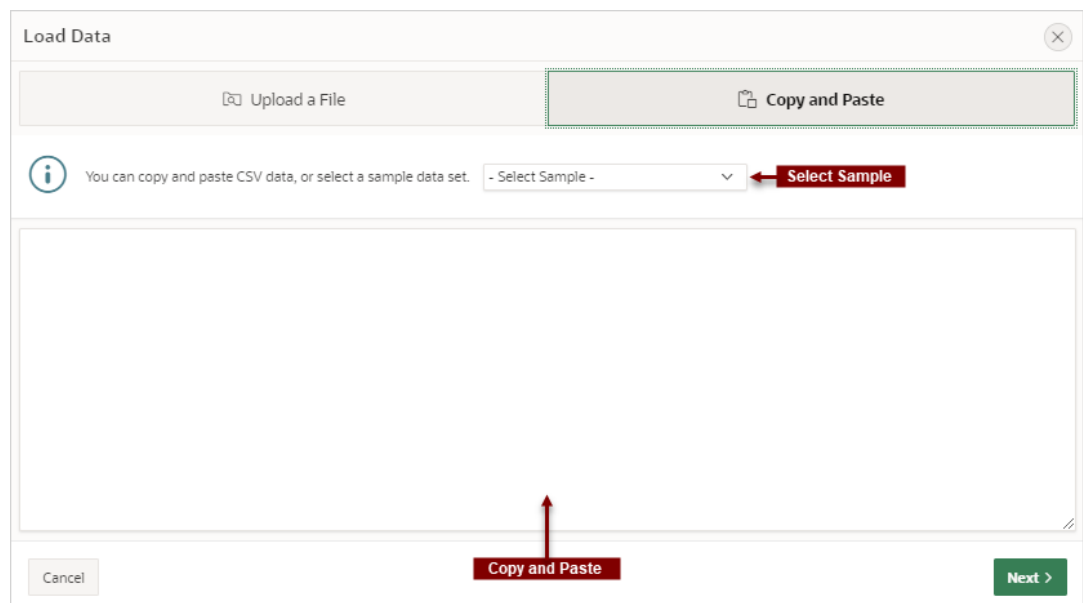 Load Data
Upload a File
Copy and Paste
You can copy and paste CSV data, or select a sample data set.
- Select Sample -
Select Sample
Copy and Paste
Cancel
Next >